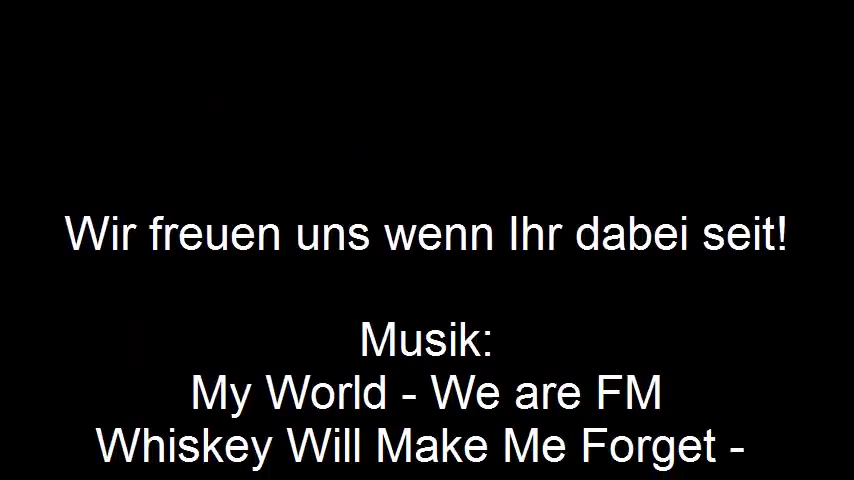 Wir freuen uns wenn Ihr dabei seit!
Musik:
My World - We are FM
Whiskey Will Make Me Forget -